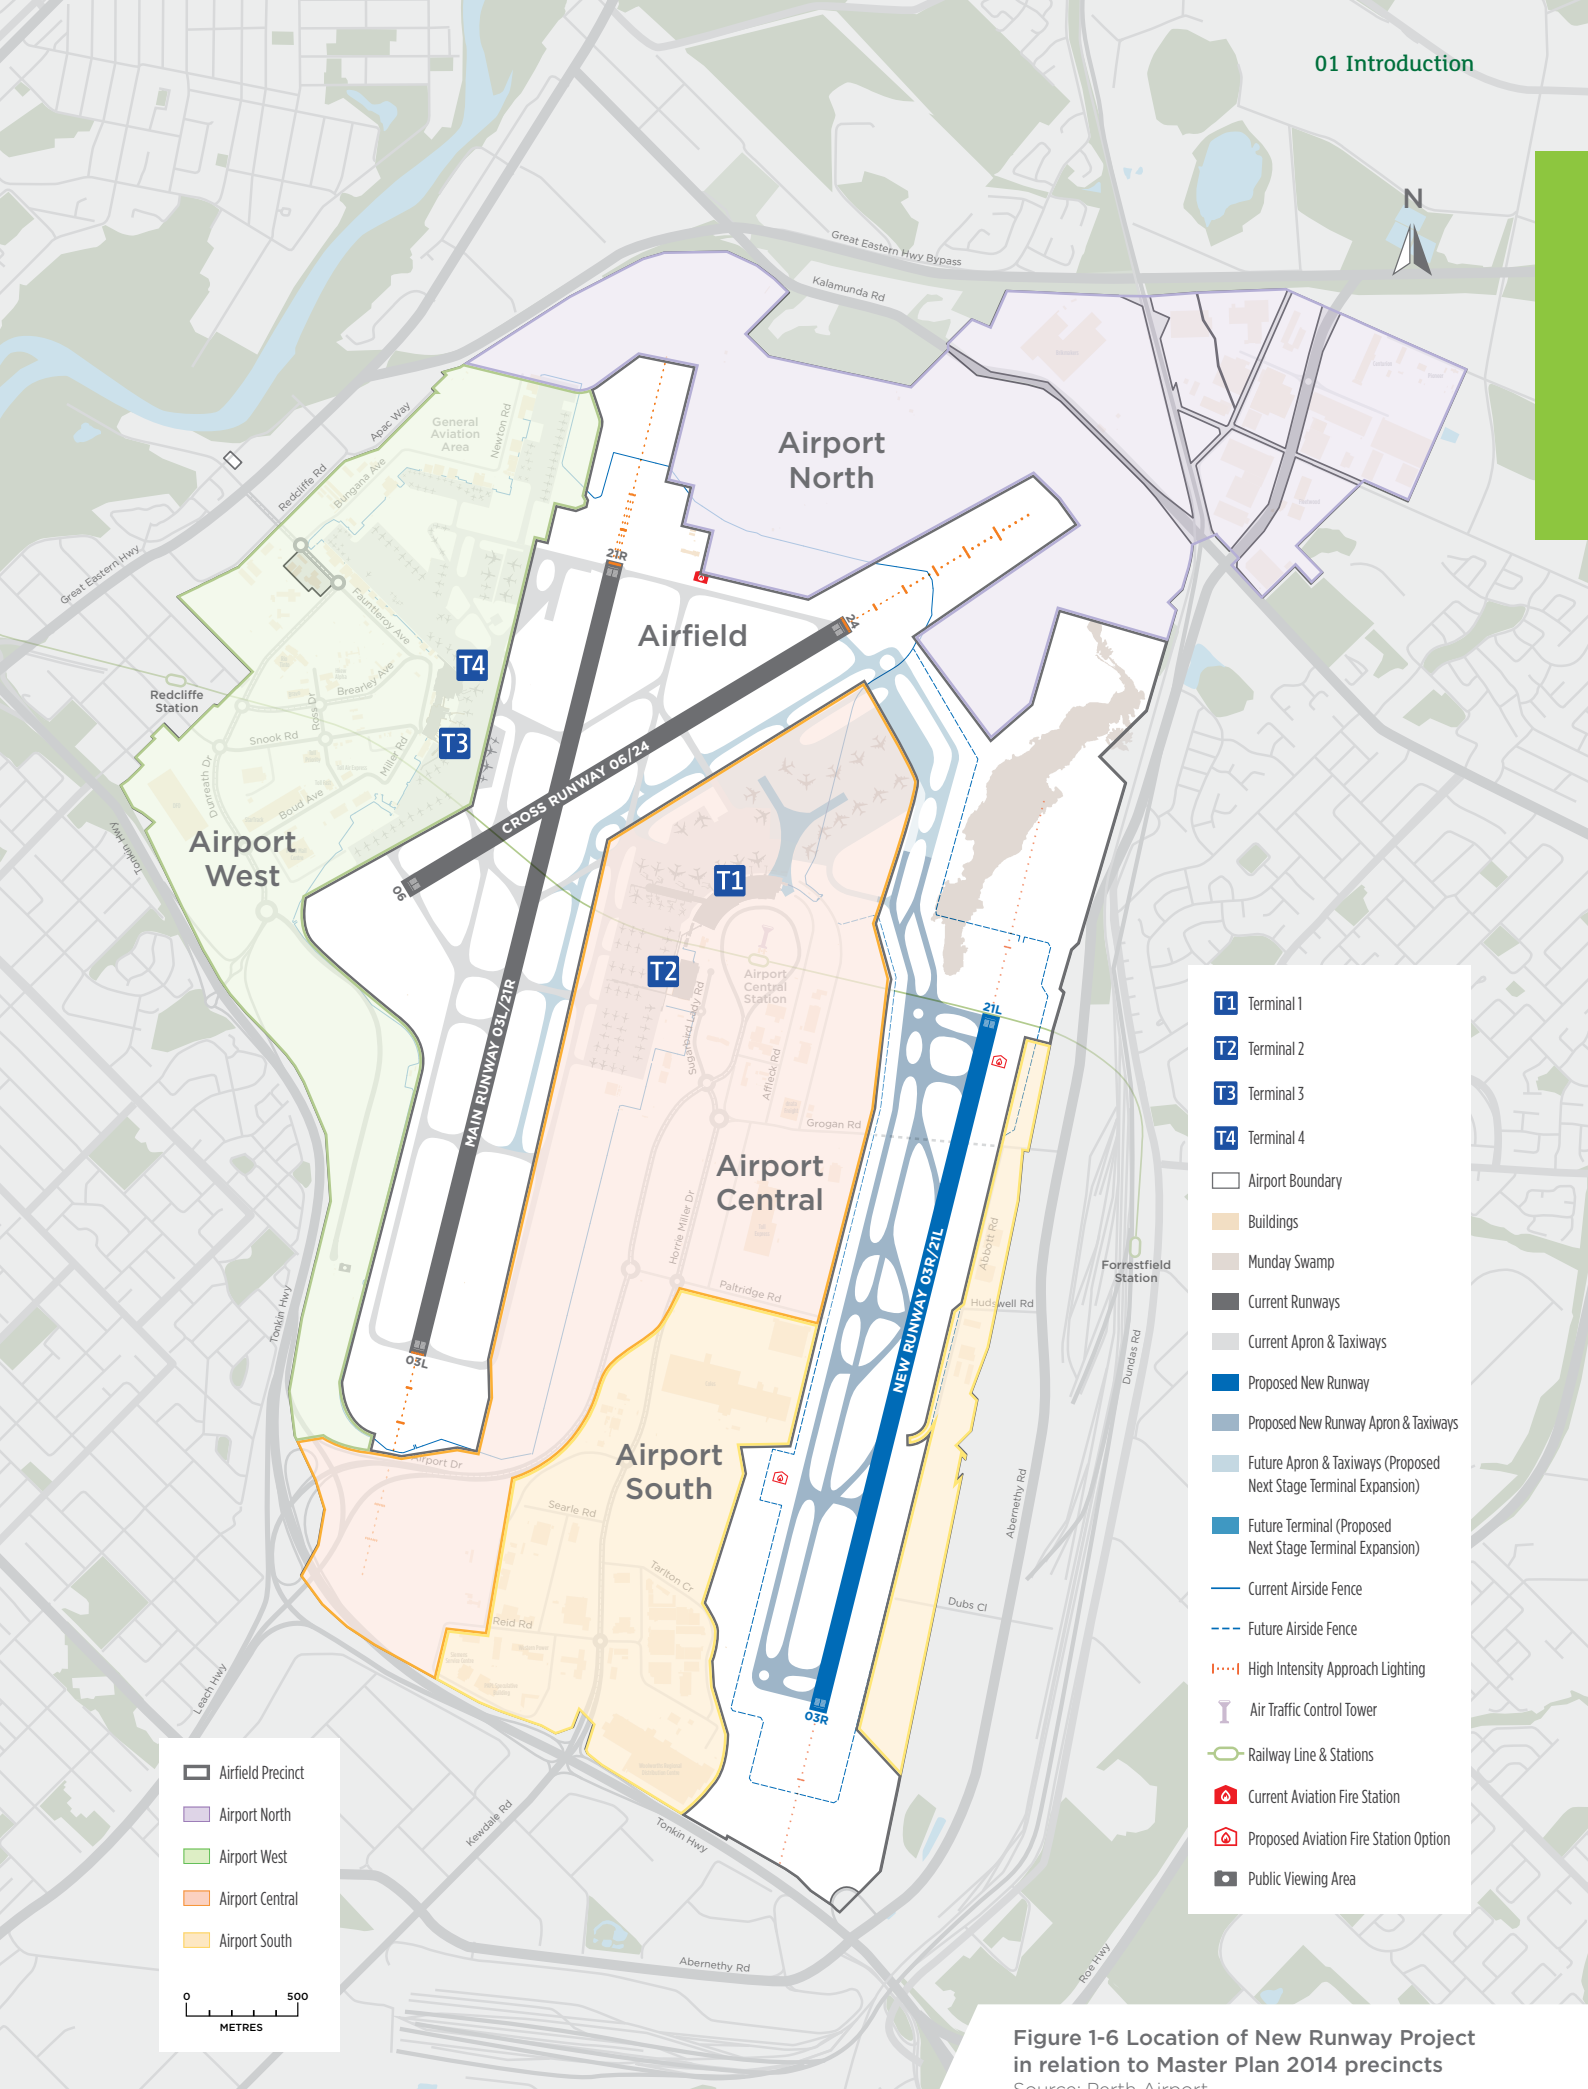 01 Introduction
N
Great Eastern Hwy Bypass
Kalamunda Rd
Airport
North
General
Aviation
Area
Newton Rd
Apac Way
Redcliffe Rd
Bungana Ave
Great Eastern Hwy
Fauntleroy Ave
21R
24
Airfield
T4
Redcliffe
Station
Brearley Ave
Ross Dr
Snook Rd
T3
Miller Rd
Dunreath Dr
Boud Ave
CROSS RUNWAY 06/24
Tonkin Hwy
Airport
West
06
T1
T2
Airport
Central
Station
Sugarbird Lady Rd
MAIN RUNWAY 03L/21R
21L
Affleck Rd
Grogan Rd
Airport
Central
Horrie Miller Dr
NEW RUNWAY 03R/21L
Abbott Rd
Forrestfield
Station
Paltridge Rd
Hudswell Rd
Tonkin Hwy
Dundas Rd
03L
Airport Dr
Airport
South
Searle Rd
Abernethy Rd
Tarlton Cr
Reid Rd
Dubs Cl
Leach Hwy
03R
Kewdale Rd
Tonkin Hwy
Abernethy Rd
Roe Hwy
T1 Terminal 1
T2 Terminal 2
T3 Terminal 3
T4 Terminal 4
Airport Boundary
Buildings
Munday Swamp
Current Runways
Current Apron & Taxiways
Proposed New Runway
Proposed New Runway Apron & Taxiways
Future Apron & Taxiways (Proposed
Next Stage Terminal Expansion)
Future Terminal (Proposed
Next Stage Terminal Expansion)
Current Airside Fence
Future Airside Fence
High Intensity Approach Lighting
Air Traffic Control Tower
Railway Line & Stations
Current Aviation Fire Station
Proposed Aviation Fire Station Option
Public Viewing Area
Airfield Precinct
Airport North
Airport West
Airport Central
Airport South
0 500
METRES
Figure 1-6 Location of New Runway Project
in relation to Master Plan 2014 precincts
Source: Perth Airport